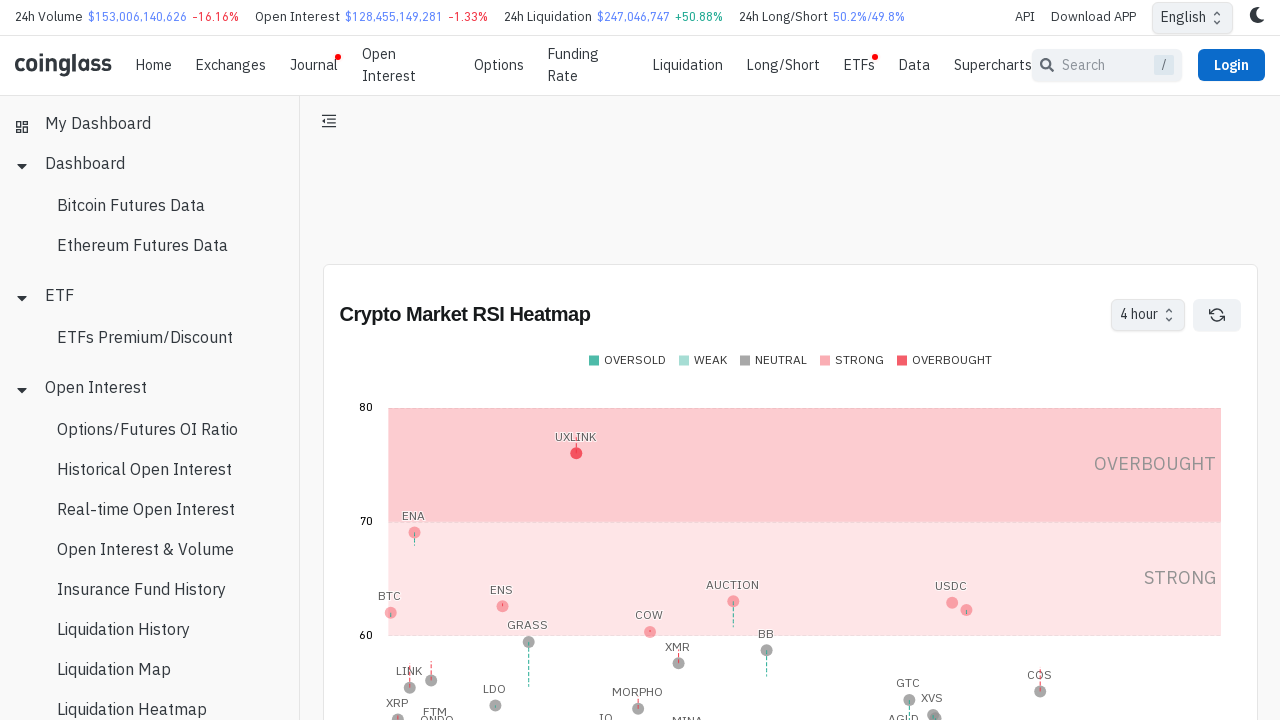 24h Volume $153,006,140,626 -16.16% Open Interest $128,455,149,281 -1.33% 24h Liquidation $247,046,747 +50.88% 24h Long/Short 50.2%/49.8% API Download APP English
coinglass Home Exchanges Journal Open Interest Options Funding Rate Liquidation Long/Short ETFs Data Supercharts Search / Login
My Dashboard
Dashboard
Bitcoin Futures Data
Ethereum Futures Data
ETF
ETFs Premium/Discount
Open Interest
Options/Futures OI Ratio
Historical Open Interest
Real-time Open Interest
Open Interest & Volume
Insurance Fund History
Liquidation History
Liquidation Map
Liquidation Heatmap
Crypto Market RSI Heatmap 4 hour
OVERSOLD WEAK NEUTRAL STRONG OVERBOUGHT
80
UXLINK
OVERBOUGHT
70
ENA
STRONG
BTC ENS AUCTION USDC
GRASS COW
60
BB
XMR
LINK COS
LDO MORPHO GTC
XRP XVS
FTM
ONDO IO MINA AGLD